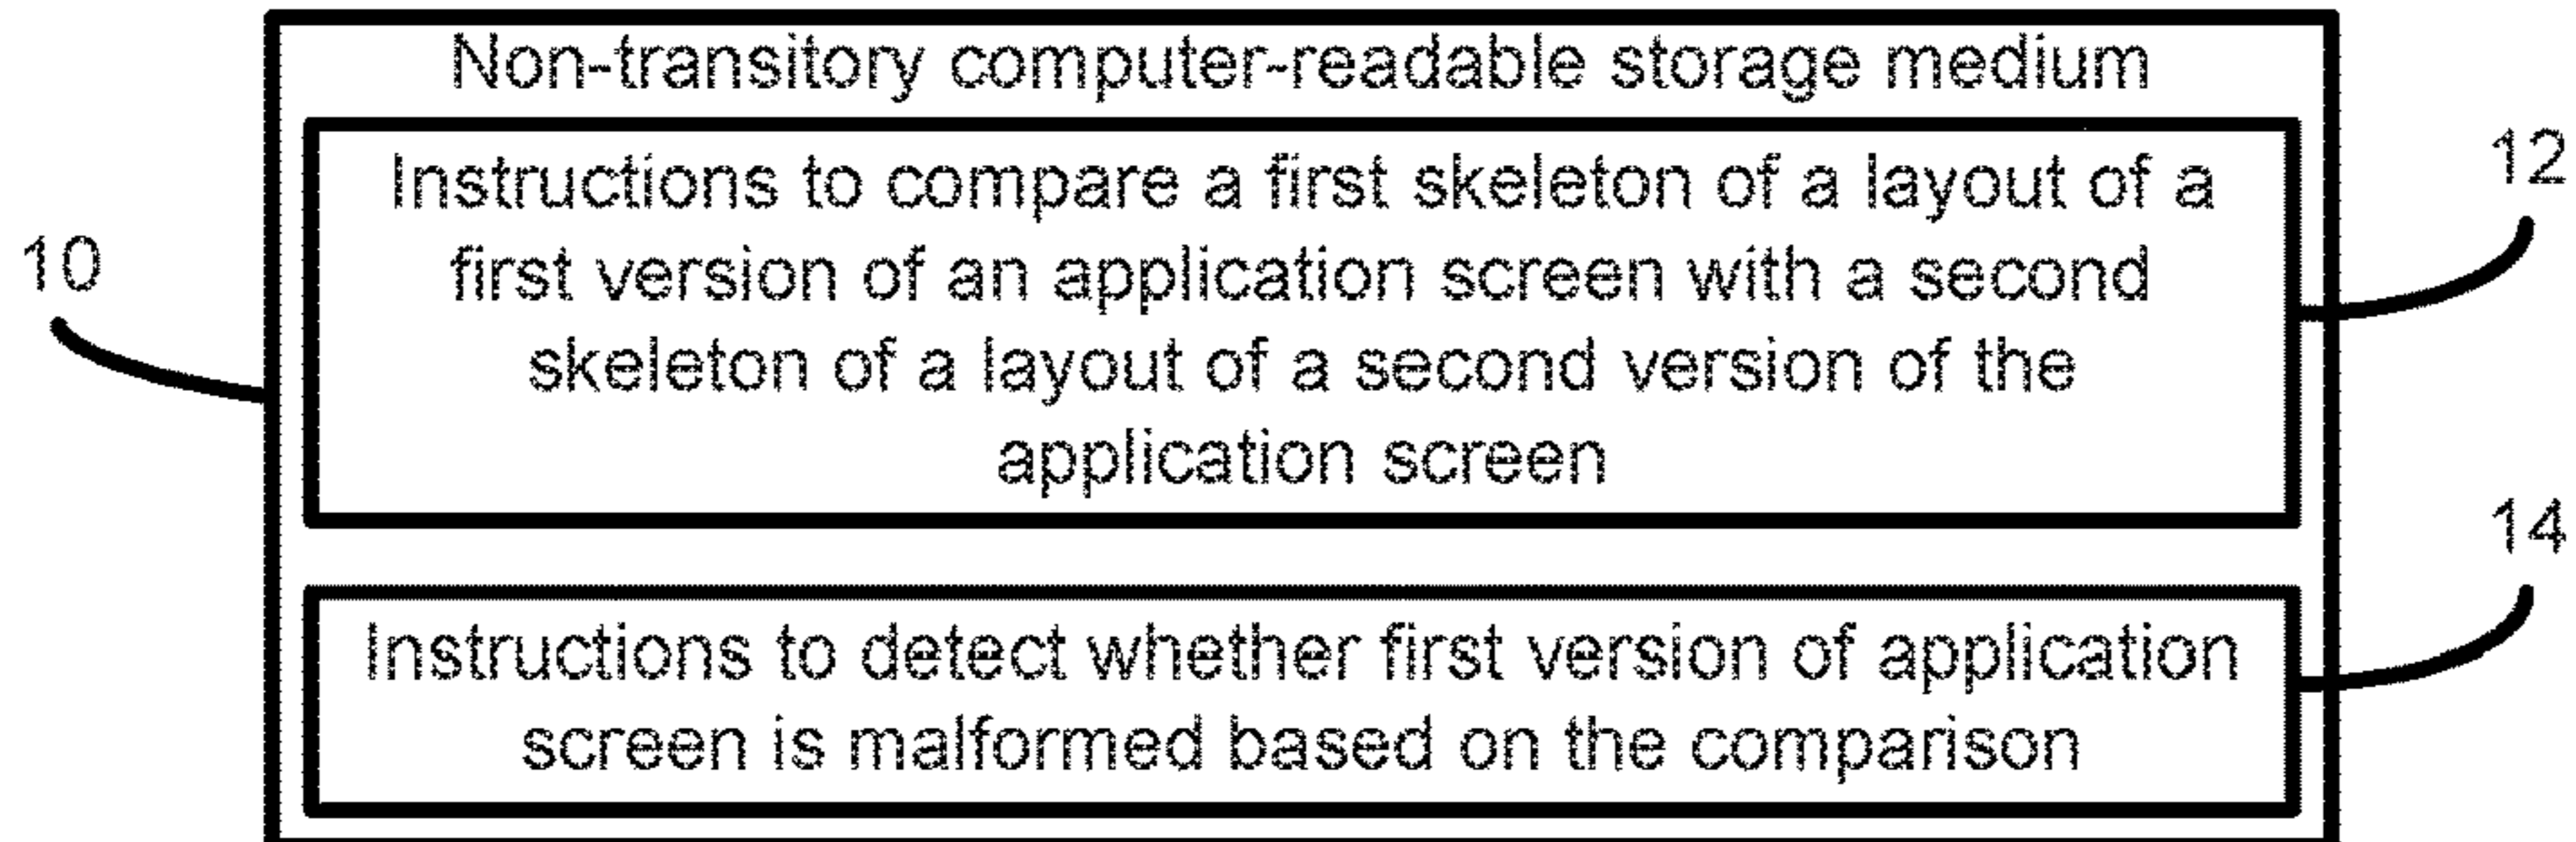 Non-transitory computer-readable storage medium
Instructions to compare a first skeleton of a layout of a
first version of an application screen with a second
skeleton of a layout of a second version of the
application screen
Instructions to detect whether first version of application
screen is malformed based on the comparison
10
12
14